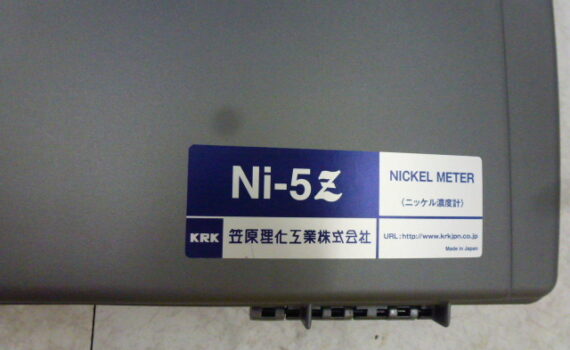 Ni-5Z
NICKEL METER
(ニッケル濃度計)
KRK 笠原理化工業株式会社
URL:http://www.krkjpn.co.jp
Made in Japan